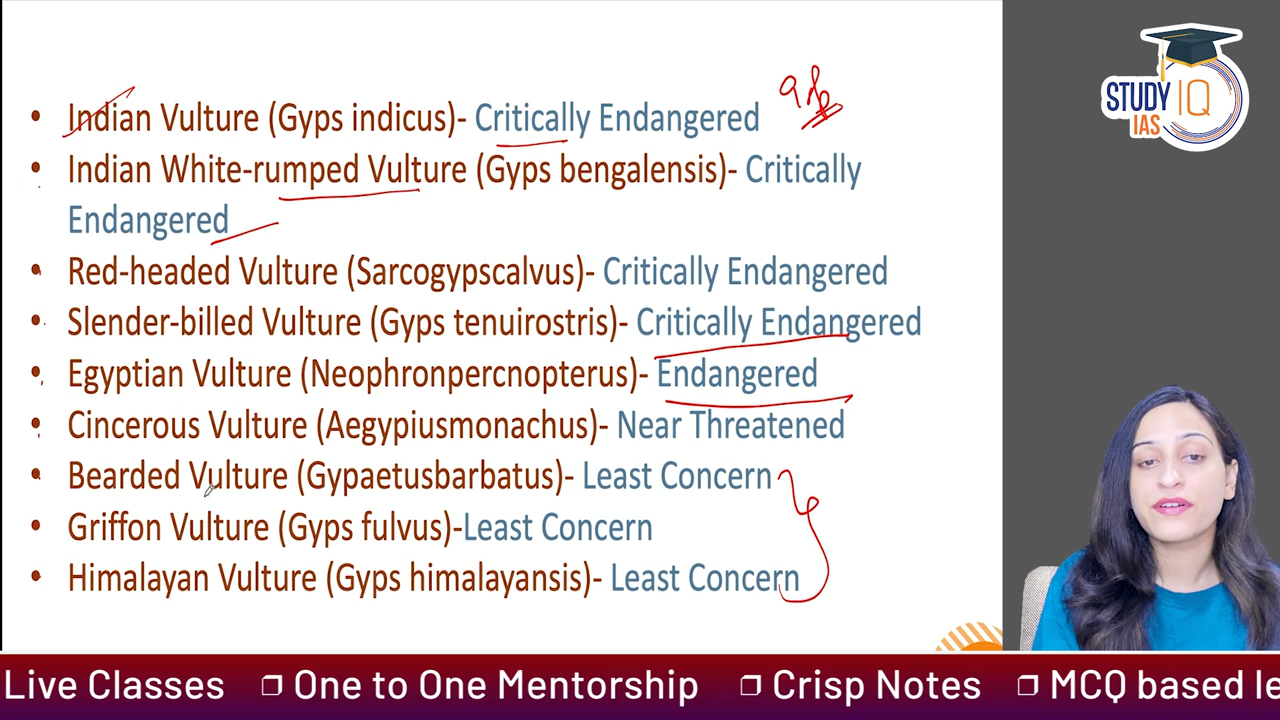 • Indian Vulture (Gyps indicus)- Critically Endangered
• Indian White-rumped Vulture (Gyps bengalensis)- Critically
Endangered
• Red-headed Vulture (Sarcogypscalvus)- Critically Endangered
• Slender-billed Vulture (Gyps tenuirostris)- Critically Endangered
• Egyptian Vulture (Neophronpercnopterus)- Endangered
• Cincerous Vulture (Aegypiusmonachus)- Near Threatened
• Bearded Vulture (Gypaetusbarbatus)- Least Concern
• Griffon Vulture (Gyps fulvus)-Least Concern
• Himalayan Vulture (Gyps himalayansis)- Least Concern
STUDY IQ
IAS
Live Classes ❐ One to One Mentorship ❐ Crisp Notes ❐ MCQ based le